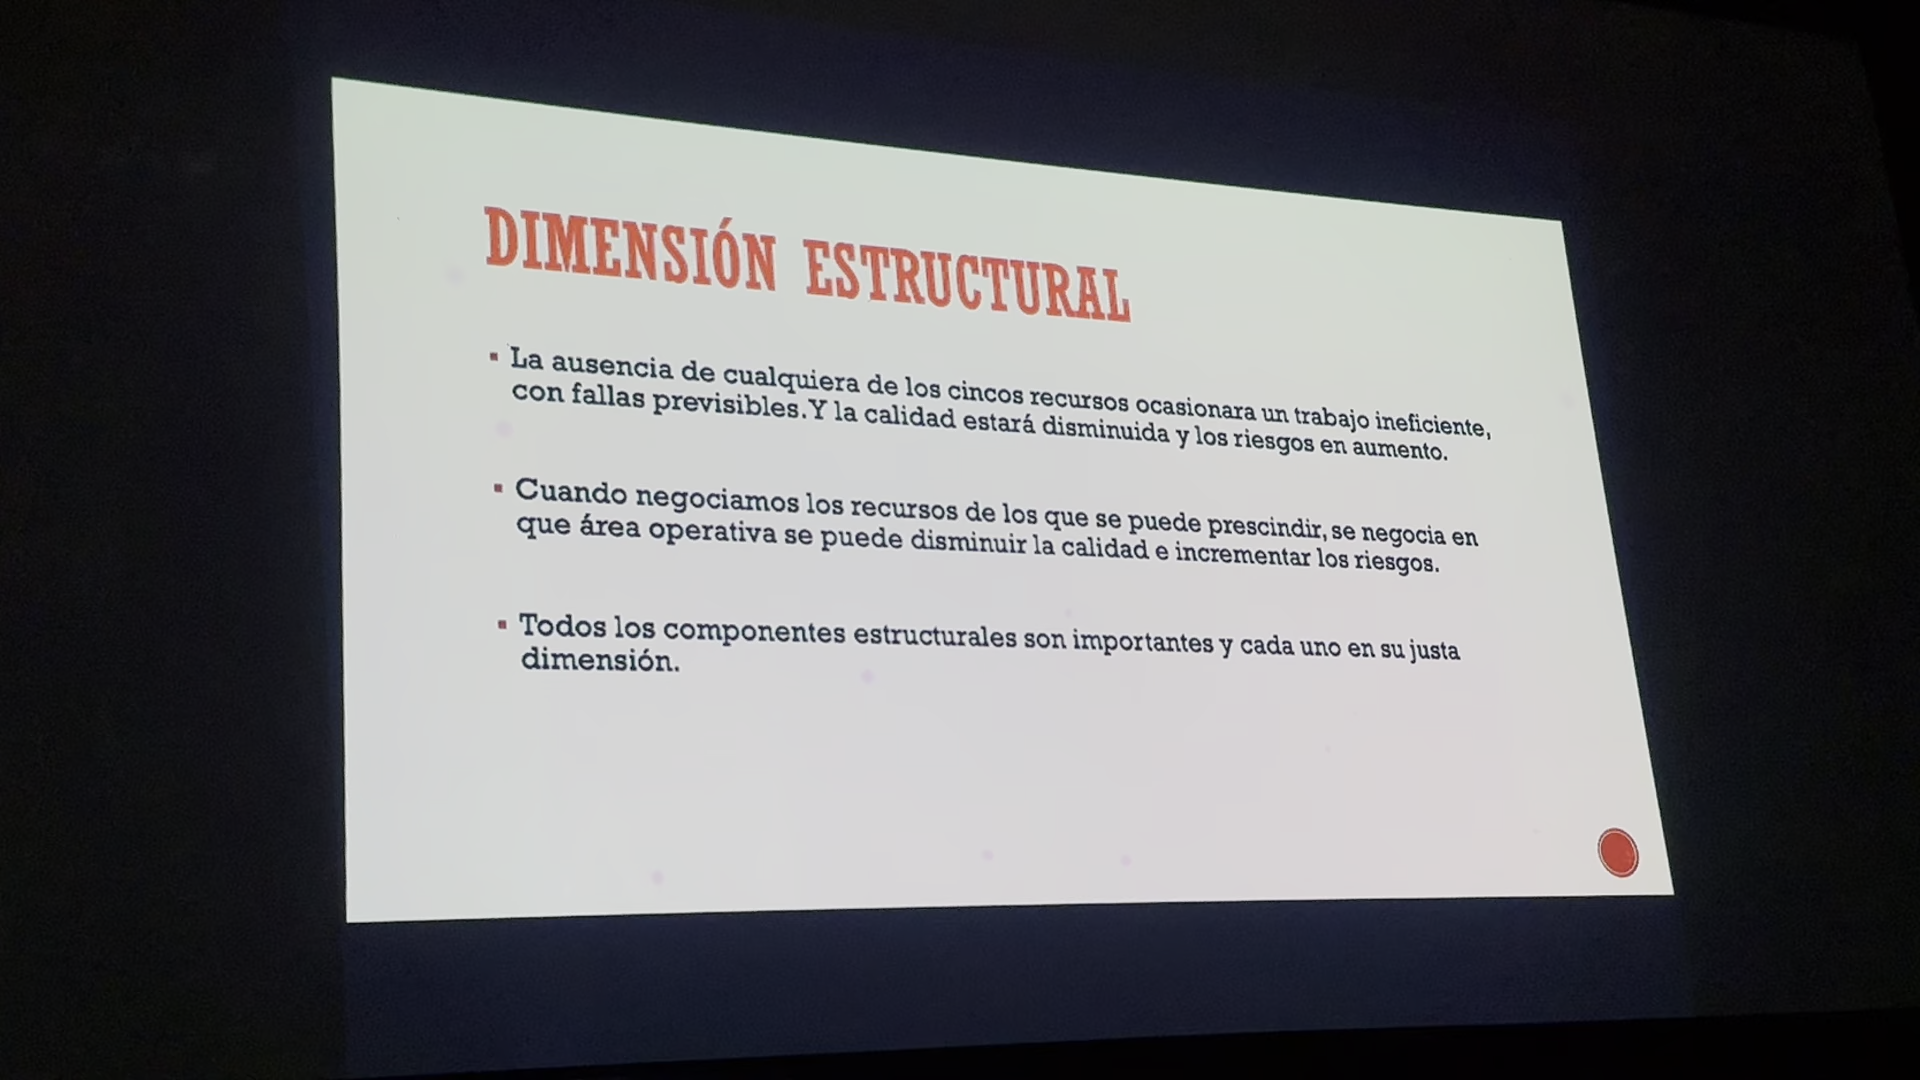 DIMENSIÓN ESTRUCTURAL
▪ La ausencia de cualquiera de los cincos recursos ocasionara un trabajo ineficiente,
con fallas previsibles. Y la calidad estará disminuida y los riesgos en aumento.
▪ Cuando negociamos los recursos de los que se puede prescindir, se negocia en
que área operativa se puede disminuir la calidad e incrementar los riesgos.
▪ Todos los componentes estructurales son importantes y cada uno en su justa
dimensión.